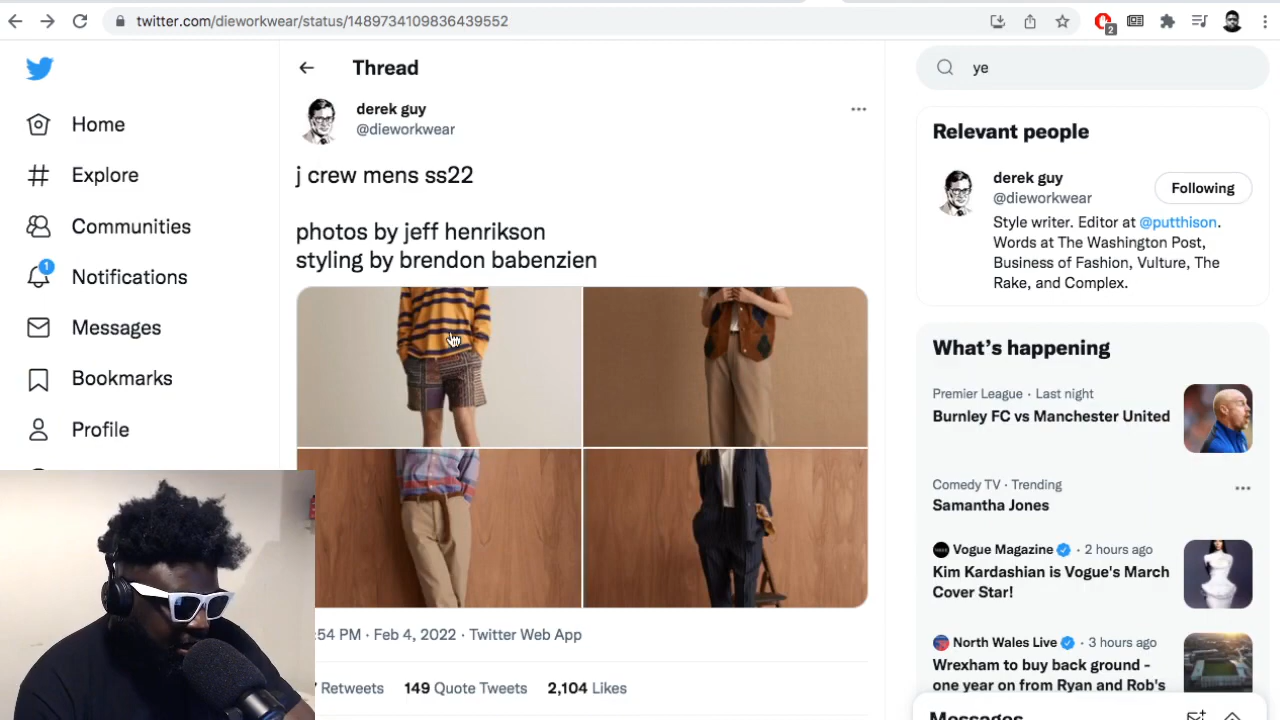 twitter.com/dieworkwear/status/1489734109836439552
2
Home
Explore
Communities
1
Notifications
Messages
Bookmarks
Profile
Thread
derek guy
@dieworkwear
j crew mens ss22
photos by jeff henrikson
styling by brendon babenzien
:54 PM · Feb 4, 2022 · Twitter Web App
Retweets 149 Quote Tweets 2,104 Likes
ye
Relevant people
derek guy
@dieworkwear
Following
Style writer. Editor at @putthison.
Words at The Washington Post,
Business of Fashion, Vulture, The
Rake, and Complex.
What's happening
Premier League · Last night
Burnley FC vs Manchester United
Comedy TV · Trending
Samantha Jones
Vogue Magazine · 2 hours ago
Kim Kardashian is Vogue's March
Cover Star!
North Wales Live · 3 hours ago
Wrexham to buy back ground -
one year on from Ryan and Rob's
Messages